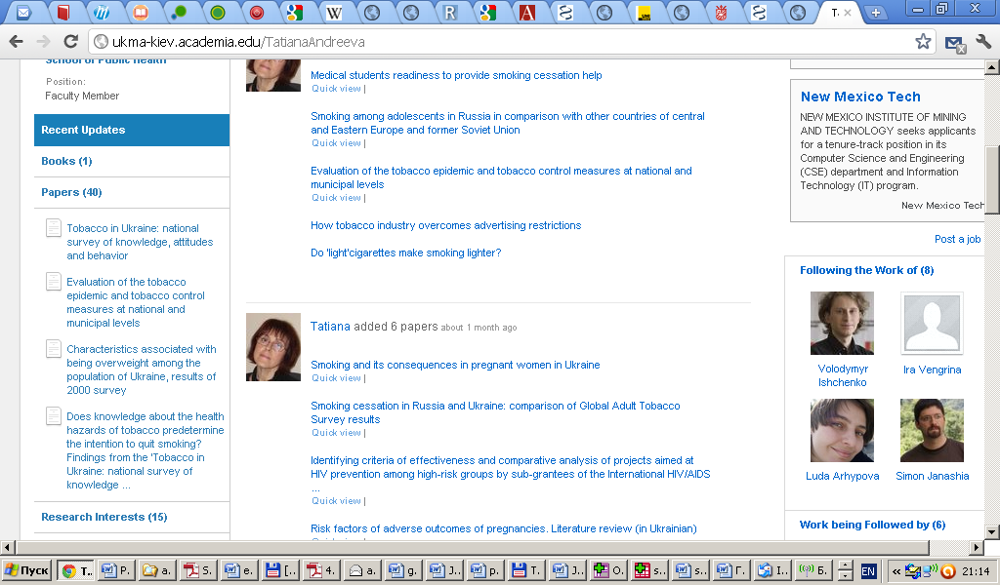 T.
ukma-kiev.academia.edu/TatianaAndreeva
School of Public health
Position:
Faculty Member
Recent Updates
Books (1)
Papers (40)
Tobacco in Ukraine: national
survey of knowledge, attitudes
and behavior
Evaluation of the tobacco
epidemic and tobacco control
measures at national and
municipal levels
Characteristics associated with
being overweight among the
population of Ukraine, results of
2000 survey
Does knowledge about the health
hazards of tobacco predetermine
the intention to quit smoking?
Findings from the 'Tobacco in
Ukraine: national survey of
knowledge ...
Research Interests (15)
Medical students readiness to provide smoking cessation help
Quick view |
Smoking among adolescents in Russia in comparison with other countries of central
and Eastern Europe and former Soviet Union
Quick view |
Evaluation of the tobacco epidemic and tobacco control measures at national and
municipal levels
Quick view |
How tobacco industry overcomes advertising restrictions
Do 'light'cigarettes make smoking lighter?
Tatiana added 6 papers about 1 month ago
Smoking and its consequences in pregnant women in Ukraine
Quick view |
Smoking cessation in Russia and Ukraine: comparison of Global Adult Tobacco
Survey results
Quick view |
Identifying criteria of effectiveness and comparative analysis of projects aimed at
HIV prevention among high-risk groups by sub-grantees of the International HIV/AIDS
...
Quick view |
Risk factors of adverse outcomes of pregnancies. Literature review (in Ukrainian)
Quick view |
New Mexico Tech
NEW MEXICO INSTITUTE OF MINING
AND TECHNOLOGY seeks applicants
for a tenure-track position in its
Computer Science and Engineering
(CSE) department and Information
Technology (IT) program.
New Mexico Tech
Post a job
Following the Work of (8)
Volodymyr
Ishchenko
Ira Vengrina
Luda Arhypova
Simon Janashia
Work being Followed by (6)
Пуск
T..
P.
a.
S.
e.
[..
4.
a.
g.
J..
p.
T.
J..
O.
s..
s..
Г.
I..
Б.
EN
«
21:14